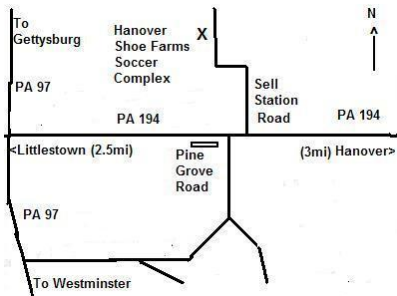 To
Gettysburg
Hanover
Shoe Farms
Soccer
Complex
X
N
PA 97
Sell
Station
Road
PA 194
PA 194
<Littlestown (2.5mi)
(3mi) Hanover>
Pine
Grove
Road
PA 97
To Westminster